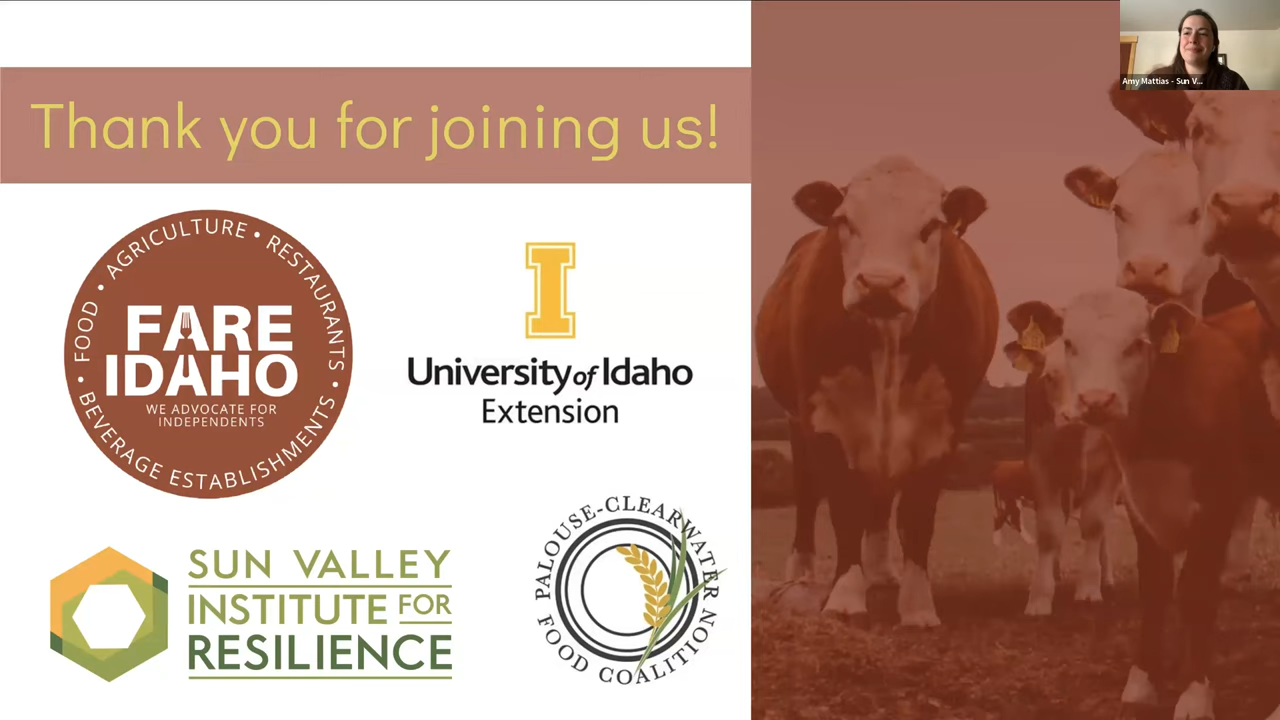 Thank you for joining us!
Amy Mattias - Sun V...
• FOOD • AGRICULTURE • RESTAURANTS •
FARE
IDAHO
WE ADVOCATE FOR
INDEPENDENTS
BEVERAGE ESTABLISHMENTS
I
University of Idaho
Extension
SUN VALLEY
INSTITUTE FOR
RESILIENCE
PALOUSE-CLEARWATER
FOOD COALITION